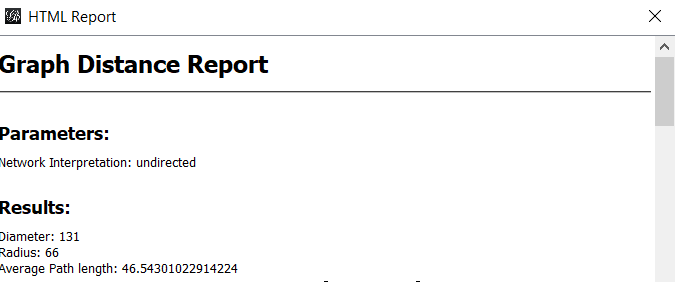 HTML Report
Graph Distance Report
Parameters:
Network Interpretation: undirected
Results:
Diameter: 131
Radius: 66
Average Path length: 46.54301022914224